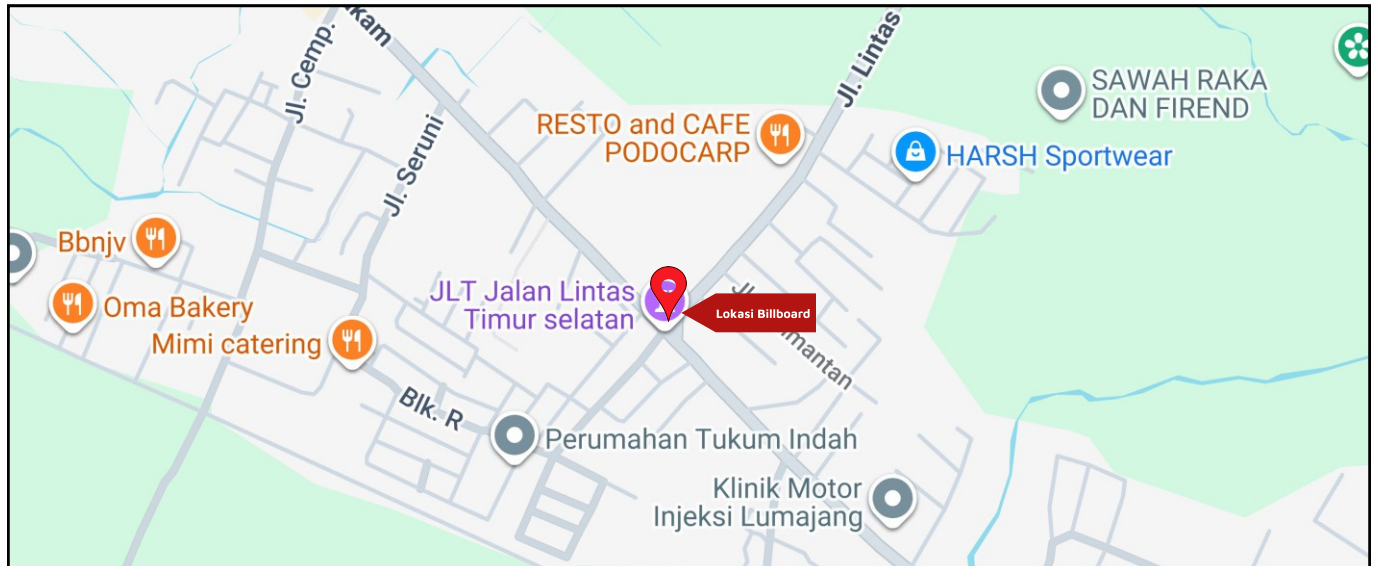 kam
Jl. Cemp.
Jl. Lintas
SAWAH RAKA
DAN FIREND
RESTO and CAFE
PODOCARP
HARSH Sportwear
Jl. Seruni
Bbnjv
JLT Jalan Lintas
Timur selatan
Lokasi Billboard
Jl.
imantan
Oma Bakery
Mimi catering
Blk. R
Perumahan Tukum Indah
Klinik Motor
Injeksi Lumajang